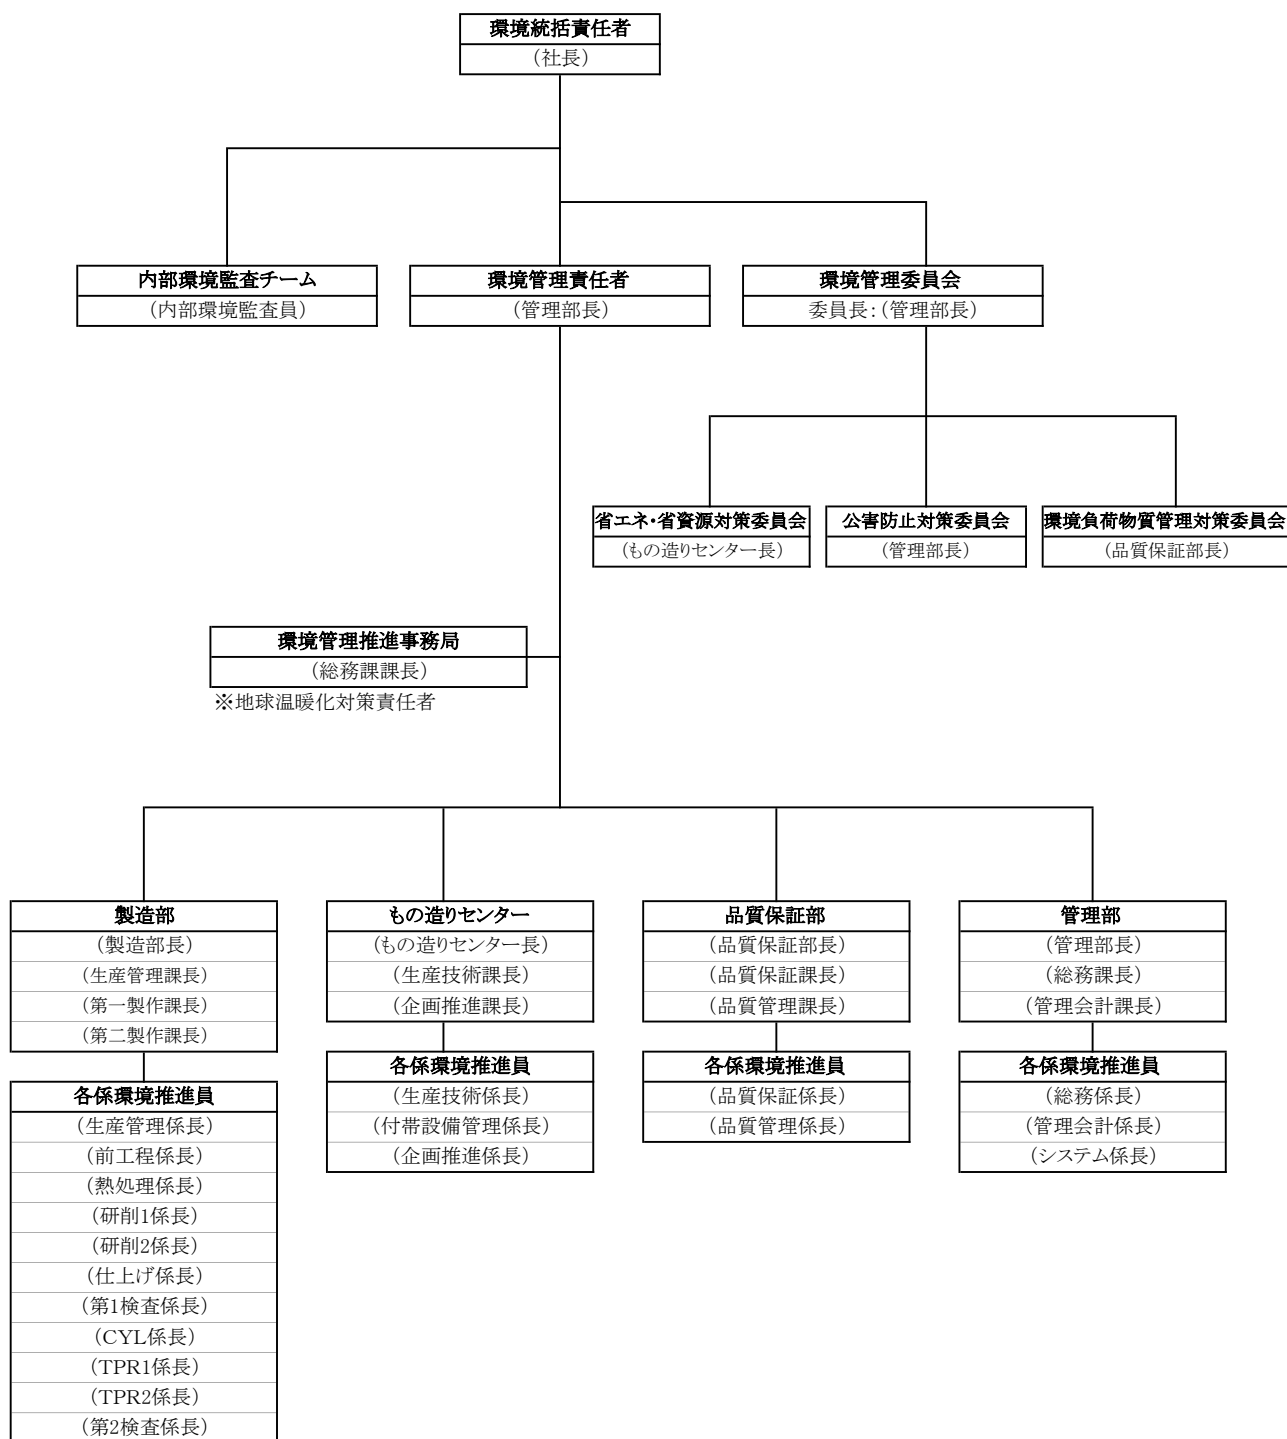 環境統括責任者
(社長)
内部環境監査チーム
(内部環境監査員)
環境管理責任者
(管理部長)
環境管理委員会
委員長:(管理部長)
省エネ・省資源対策委員会
(もの造りセンター長)
公害防止対策委員会
(管理部長)
環境負荷物質管理対策委員会
(品質保証部長)
環境管理推進事務局
(総務課課長)
※地球温暖化対策責任者
製造部
(製造部長)
(生産管理課長)
(第一製作課長)
(第二製作課長)
各係環境推進員
(生産管理係長)
(前工程係長)
(熱処理係長)
(研削1係長)
(研削2係長)
(仕上げ係長)
(第1検査係長)
(CYL係長)
(TPR1係長)
(TPR2係長)
(第2検査係長)
もの造りセンター
(もの造りセンター長)
(生産技術課長)
(企画推進課長)
各係環境推進員
(生産技術係長)
(付帯設備管理係長)
(企画推進係長)
品質保証部
(品質保証部長)
(品質保証課長)
(品質管理課長)
各係環境推進員
(品質保証係長)
(品質管理係長)
管理部
(管理部長)
(総務課長)
(管理会計課長)
各係環境推進員
(総務係長)
(管理会計係長)
(システム係長)